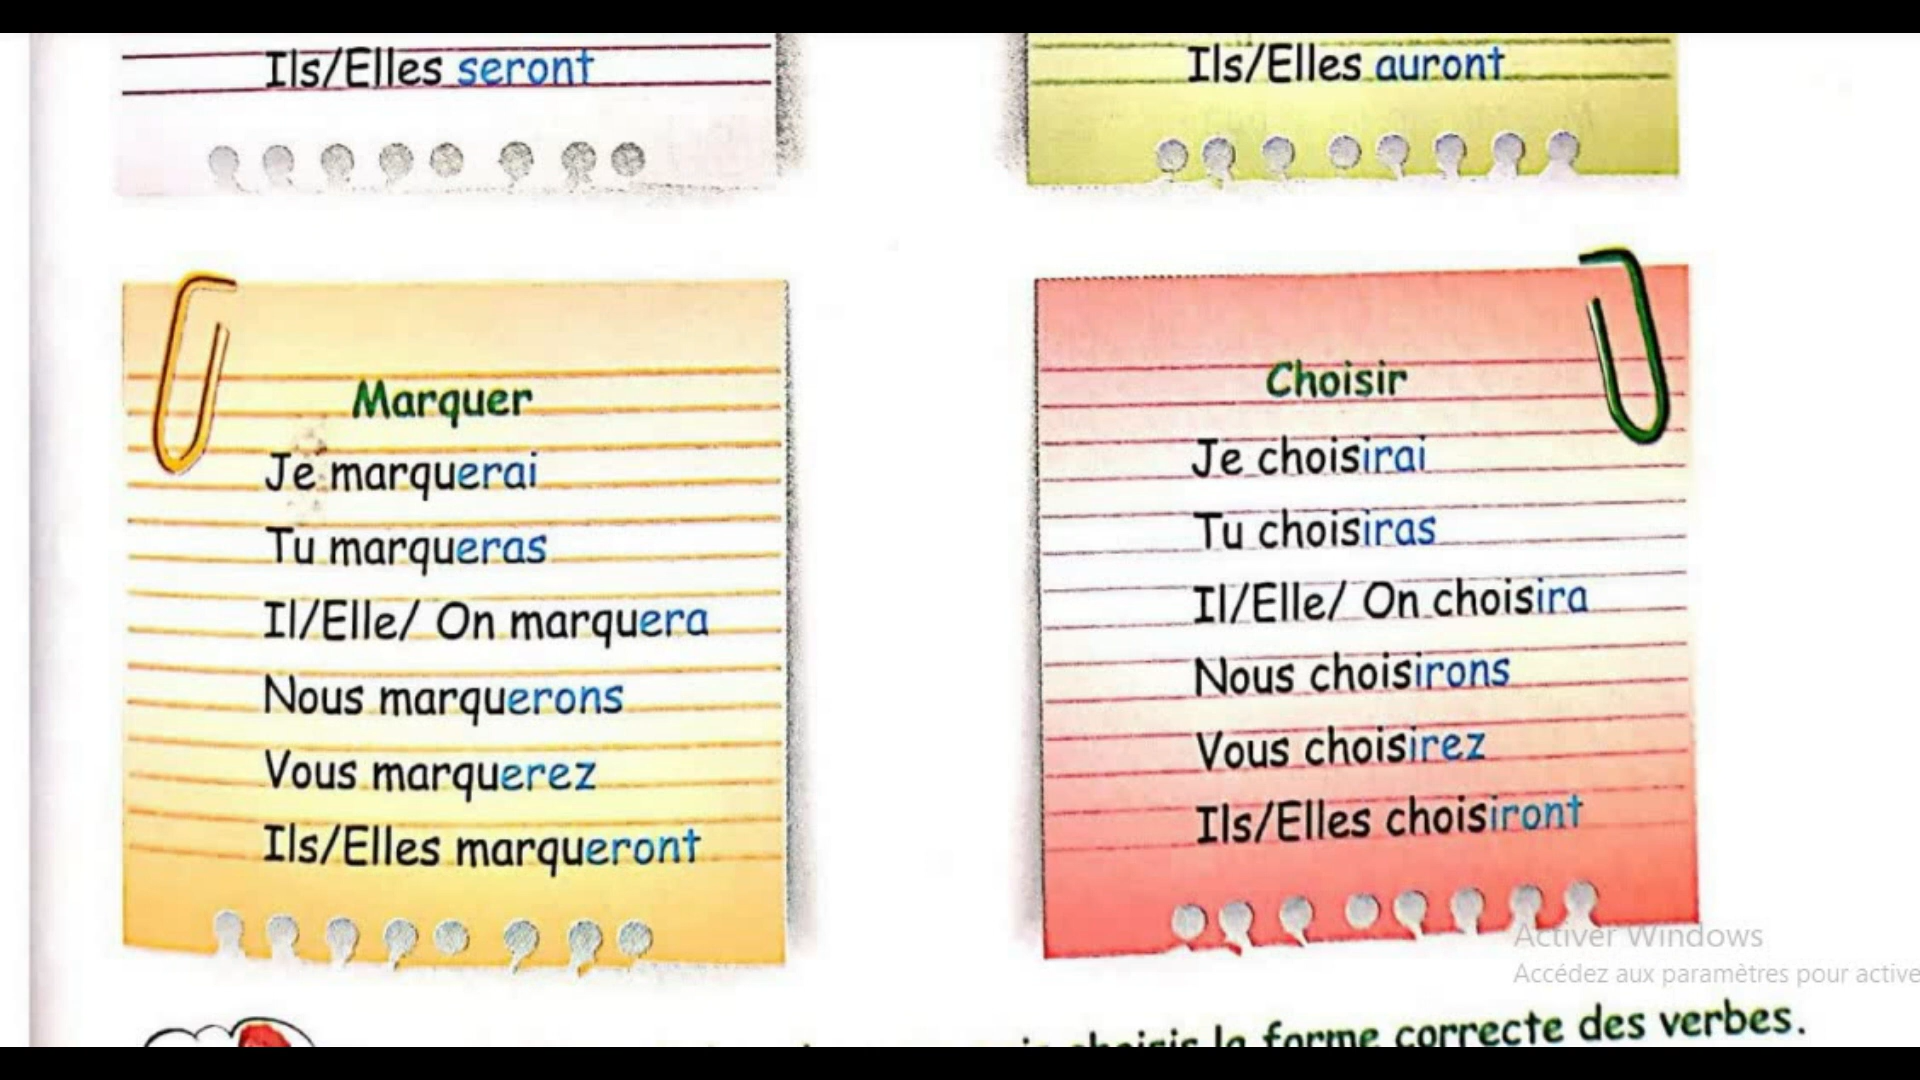 Ils/Elles seront
Ils/Elles auront
Marquer
Je marquerai
Tu marqueras
Il/Elle/ On marquera
Nous marquerons
Vous marquerez
Ils/Elles marqueront
Choisir
Je choisirai
Tu choisiras
Il/Elle/ On choisira
Nous choisirons
Vous choisirez
Ils/Elles choisiront
Activer Windows
Accédez aux paramètres pour active
choisis la forme correcte des verbes.